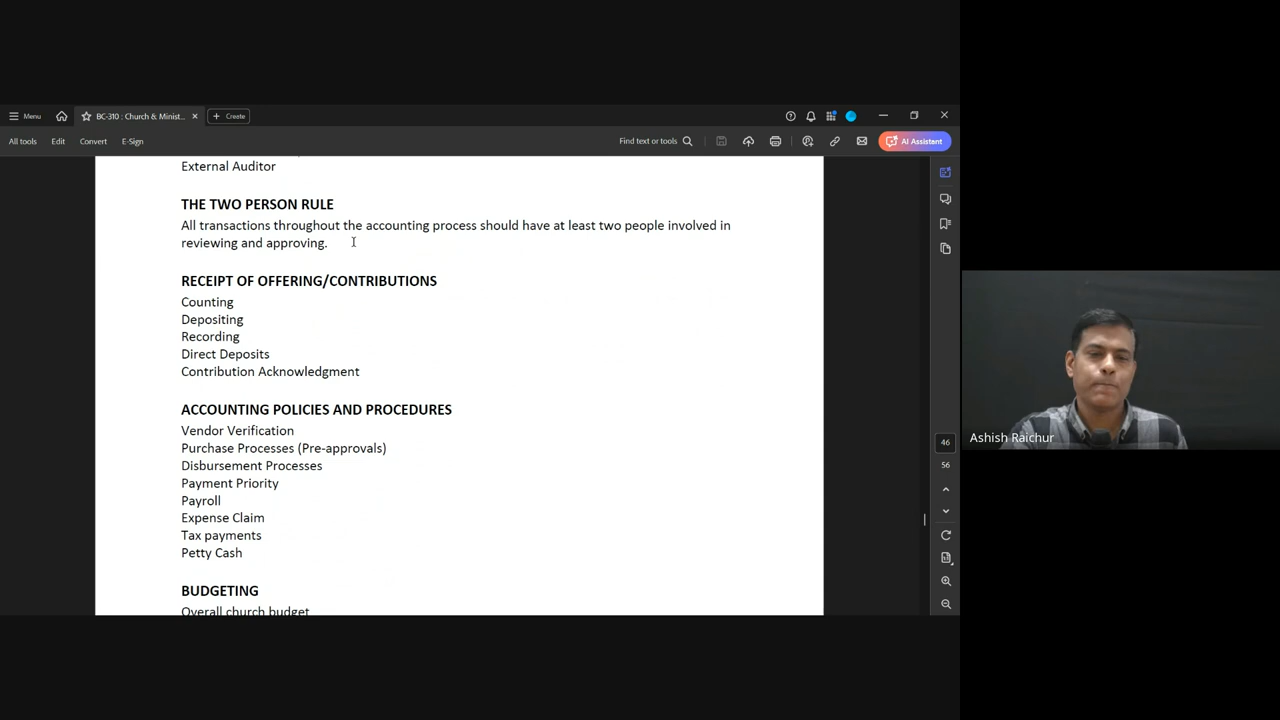 Menu
BC-310 : Church & Minist...
Create
All tools
Edit
Convert
E-Sign
Find text or tools
AI Assistant
External Auditor
THE TWO PERSON RULE
All transactions throughout the accounting process should have at least two people involved in
reviewing and approving.
RECEIPT OF OFFERING/CONTRIBUTIONS
Counting
Depositing
Recording
Direct Deposits
Contribution Acknowledgment
ACCOUNTING POLICIES AND PROCEDURES
Vendor Verification
Purchase Processes (Pre-approvals)
Disbursement Processes
Payment Priority
Payroll
Expense Claim
Tax payments
Petty Cash
BUDGETING
Overall church budget
46
56
Ashish Raichur